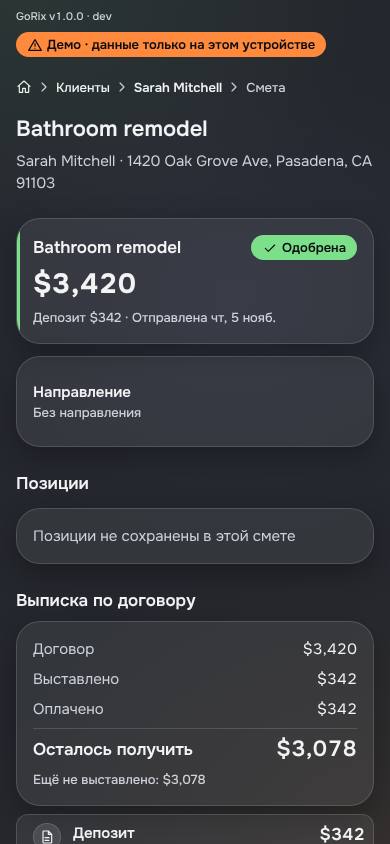 GoRix v1.0.0 · dev
Демо · данные только на этом устройстве
Клиенты > Sarah Mitchell > Смета
Bathroom remodel
Sarah Mitchell · 1420 Oak Grove Ave, Pasadena, CA
91103
Bathroom remodel
Одобрена
$3,420
Депозит $342 · Отправлена чт, 5 нояб.
Направление
Без направления
Позиции
Позиции не сохранены в этой смете
Выписка по договору
Договор $3,420
Выставлено $342
Оплачено $342
Осталось получить $3,078
Ещё не выставлено: $3,078
Депозит $342